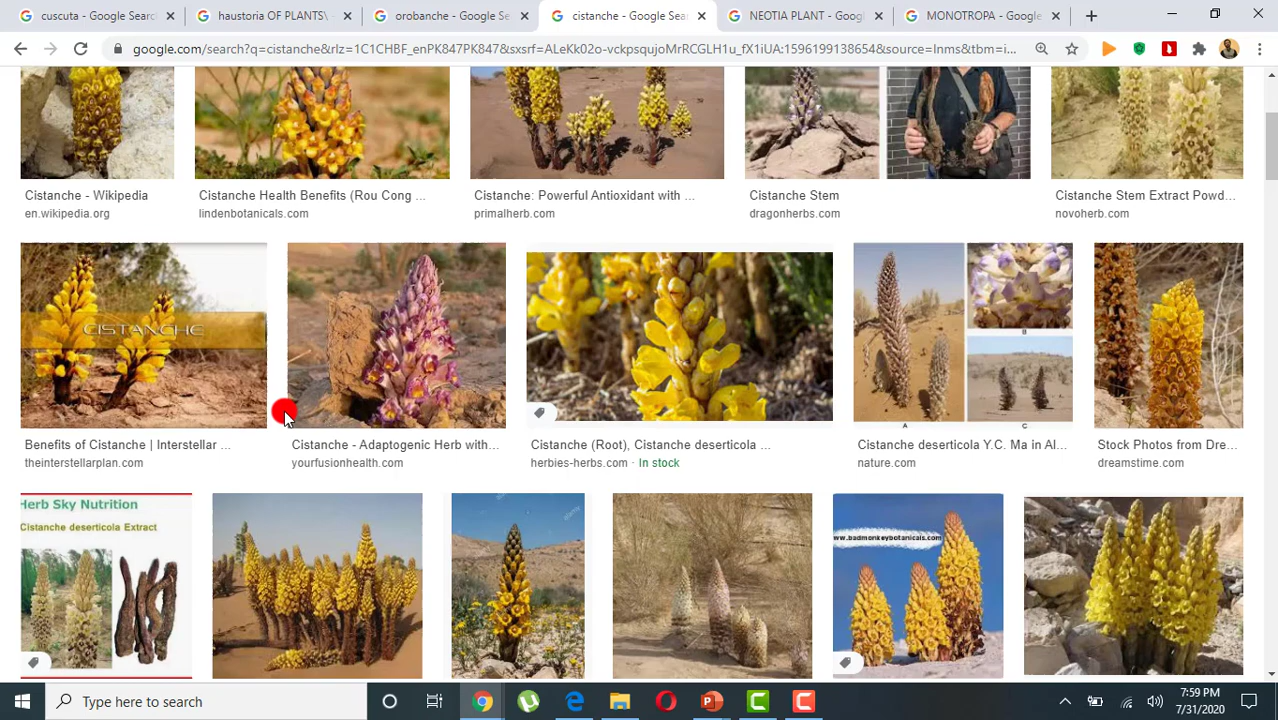 cuscuta - Google Searc
haustoria OF PLANTS\ -
orobanche - Google Se
cistanche - Google Sear
NEOTIA PLANT - Googl
MONOTROPA - Google
google.com/search?q=cistanche&rlz=1C1CHBF_enPK847PK847&sxsrf=ALeKk02o-vckpsqujoMrRCGLH1u_fX1iUA:1596199138654&source=lnms&tbm=i...
Cistanche - Wikipedia
en.wikipedia.org
Cistanche Health Benefits (Rou Cong ...
lindenbotanicals.com
Cistanche: Powerful Antioxidant with ...
primalherb.com
Cistanche Stem
dragonherbs.com
Cistanche Stem Extract Powd...
novoherb.com
CISTANCHE
A
B
C
Benefits of Cistanche | Interstellar ...
theinterstellarplan.com
Cistanche - Adaptogenic Herb with...
yourfusionhealth.com
Cistanche (Root), Cistanche deserticola ...
herbies-herbs.com · In stock
Cistanche deserticola Y.C. Ma in Al...
nature.com
Stock Photos from Dre...
dreamstime.com
Herb Sky Nutrition
Cistanche deserticola Extract
www.badmonkeybotanicals.com
Type here to search
7:59 PM
7/31/2020